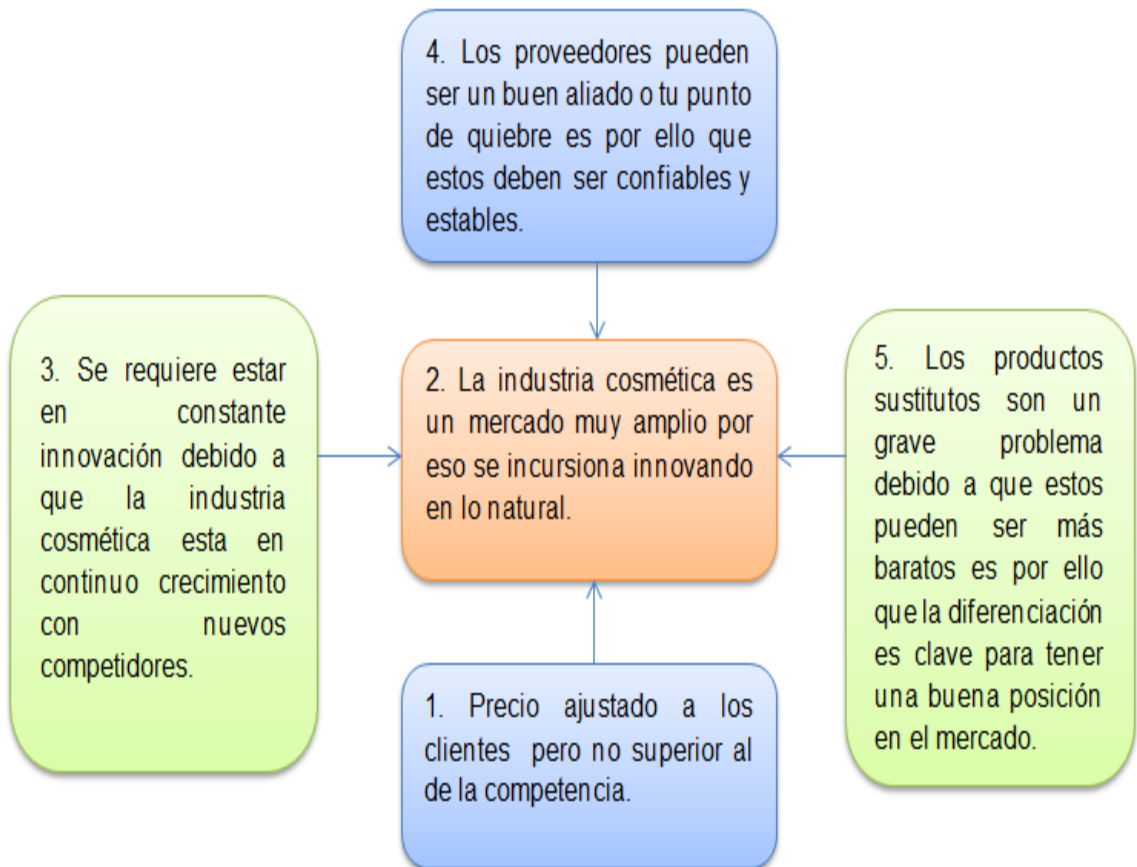 4. Los proveedores pueden
ser un buen aliado o tu punto
de quiebre es por ello que
estos deben ser confiables y
estables.
3. Se requiere estar
en constante
innovación debido a
que la industria
cosmética esta en
continuo crecimiento
con nuevos
competidores.
2. La industria cosmética es
un mercado muy amplio por
eso se incursiona innovando
en lo natural.
5. Los productos
sustitutos son un
grave problema
debido a que estos
pueden ser más
baratos es por ello
que la diferenciación
es clave para tener
una buena posición
en el mercado.
1. Precio ajustado a los
clientes pero no superior al
de la competencia.